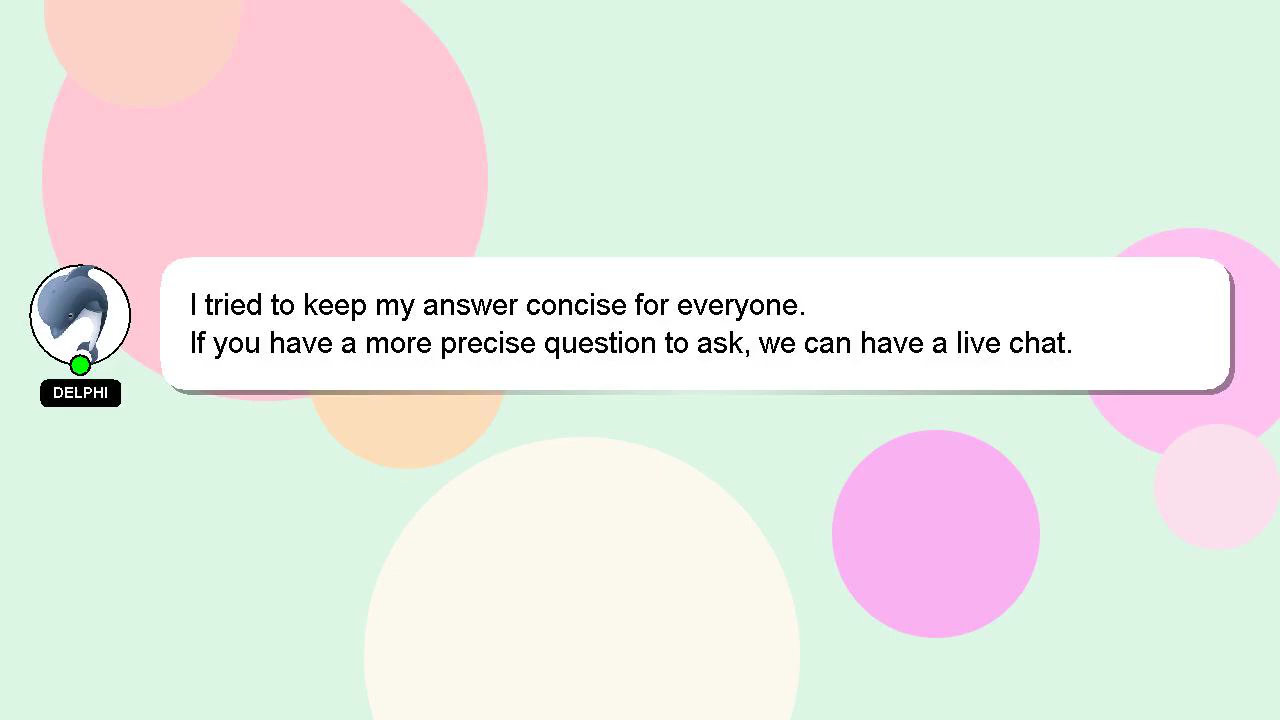 I tried to keep my answer concise for everyone.
If you have a more precise question to ask, we can have a live chat.
DELPHI